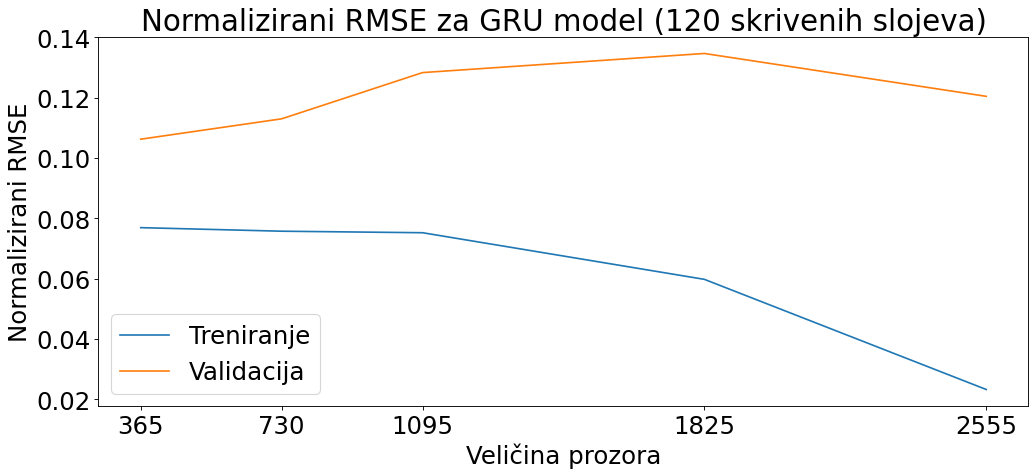 Normalizirani RMSE za GRU model (120 skrivenih slojeva)
Normalizirani RMSE
0.14
0.12
0.10
0.08
0.06
0.04
0.02
Treniranje
Validacija
365 730 1095 1825 2555
Veličina prozora